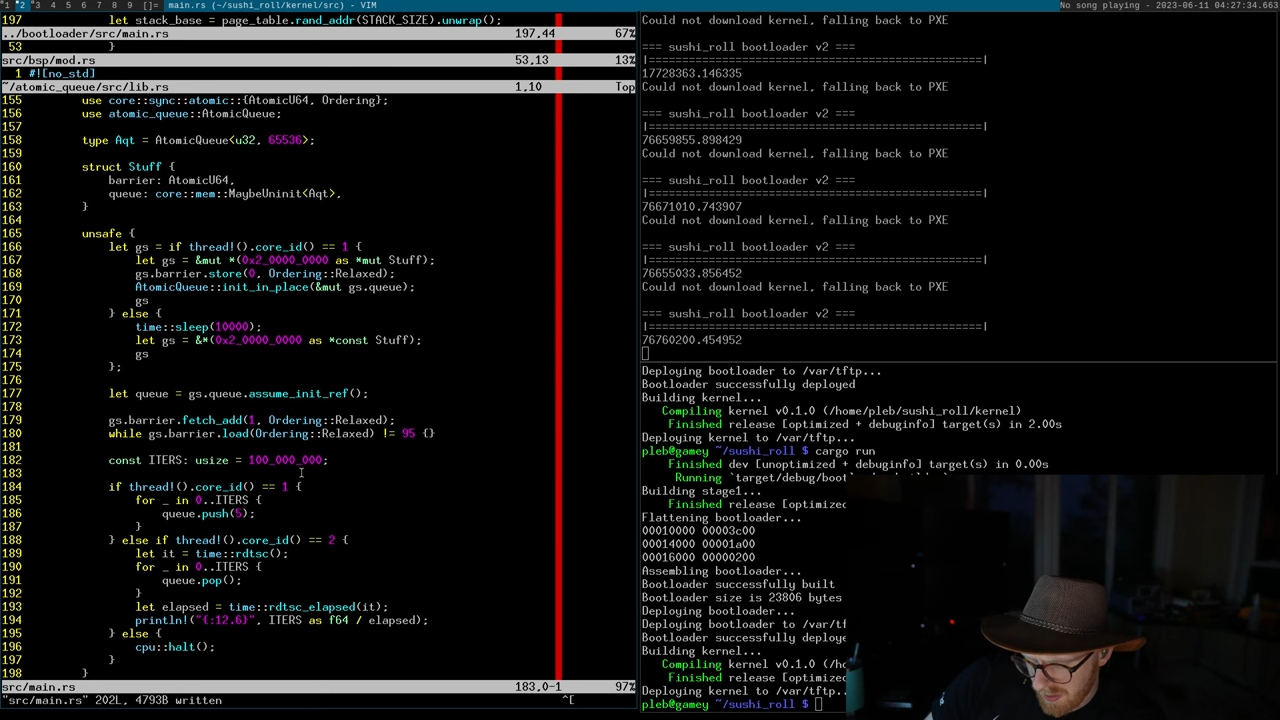 1 2 3 4 5 6 7 8 9 []= main.rs (~/sushi_roll/kernel/src) - VIM
No song playing - 2023-06-11 04:27:34.663
197 let stack_base = page_table.rand_addr(STACK_SIZE).unwrap();
../bootloader/src/main.rs 197,44 67%
53 }
src/bsp/mod.rs 53,13 13%
1 #![no_std]
~/atomic_queue/src/lib.rs 1,10 Top
155 use core::sync::atomic::{AtomicU64, Ordering};
156 use atomic_queue::AtomicQueue;
157
158 type Aqt = AtomicQueue<u32, 65536>;
159
160 struct Stuff {
161 barrier: AtomicU64,
162 queue: core::mem::MaybeUninit<Aqt>,
163 }
164
165 unsafe {
166 let gs = if thread!().core_id() == 1 {
167 let gs = &mut *(0x2_0000_0000 as *mut Stuff);
168 gs.barrier.store(0, Ordering::Relaxed);
169 AtomicQueue::init_in_place(&mut gs.queue);
170 gs
171 } else {
172 time::sleep(10000);
173 let gs = &*(0x2_0000_0000 as *const Stuff);
174 gs
175 };
176
177 let queue = gs.queue.assume_init_ref();
178
179 gs.barrier.fetch_add(1, Ordering::Relaxed);
180 while gs.barrier.load(Ordering::Relaxed) != 95 {}
181
182 const ITERS: usize = 100_000_000;
183
184 if thread!().core_id() == 1 {
185 for _ in 0..ITERS {
186 queue.push(5);
187 }
188 } else if thread!().core_id() == 2 {
189 let it = time::rdtsc();
190 for _ in 0..ITERS {
191 queue.pop();
192 }
193 let elapsed = time::rdtsc_elapsed(it);
194 println!("{:12.6}", ITERS as f64 / elapsed);
195 } else {
196 cpu::halt();
197 }
198 }
src/main.rs 183,0-1 97%
"src/main.rs" 202L, 4793B written ^[
Could not download kernel, falling back to PXE
=== sushi_roll bootloader v2 ===
|==================================================|
17728363.146335
Could not download kernel, falling back to PXE
=== sushi_roll bootloader v2 ===
|==================================================|
76659855.898429
Could not download kernel, falling back to PXE
=== sushi_roll bootloader v2 ===
|==================================================|
76671010.743907
Could not download kernel, falling back to PXE
=== sushi_roll bootloader v2 ===
|==================================================|
76655033.856452
Could not download kernel, falling back to PXE
=== sushi_roll bootloader v2 ===
|==================================================|
76760200.454952
Deploying bootloader to /var/tftp...
Bootloader successfully deployed
Building kernel...
Compiling kernel v0.1.0 (/home/pleb/sushi_roll/kernel)
Finished release [optimized + debuginfo] target(s) in 2.00s
Deploying kernel to /var/tftp...
pleb@gamey ~/sushi_roll $ cargo run
Finished dev [unoptimized + debuginfo] target(s) in 0.00s
Running `target/debug/boot
Building stage1...
Finished release [optimized
Flattening bootloader...
00010000 00003c00
00014000 00001a00
00016000 00000200
Assembling bootloader...
Bootloader successfully built
Bootloader size is 23806 bytes
Deploying bootloader...
Deploying bootloader to /var/tf
Bootloader successfully deploye
Building kernel...
Compiling kernel v0.1.0 (/ho
Finished release [optimized
Deploying kernel to /var/tftp...
pleb@gamey ~/sushi_roll $